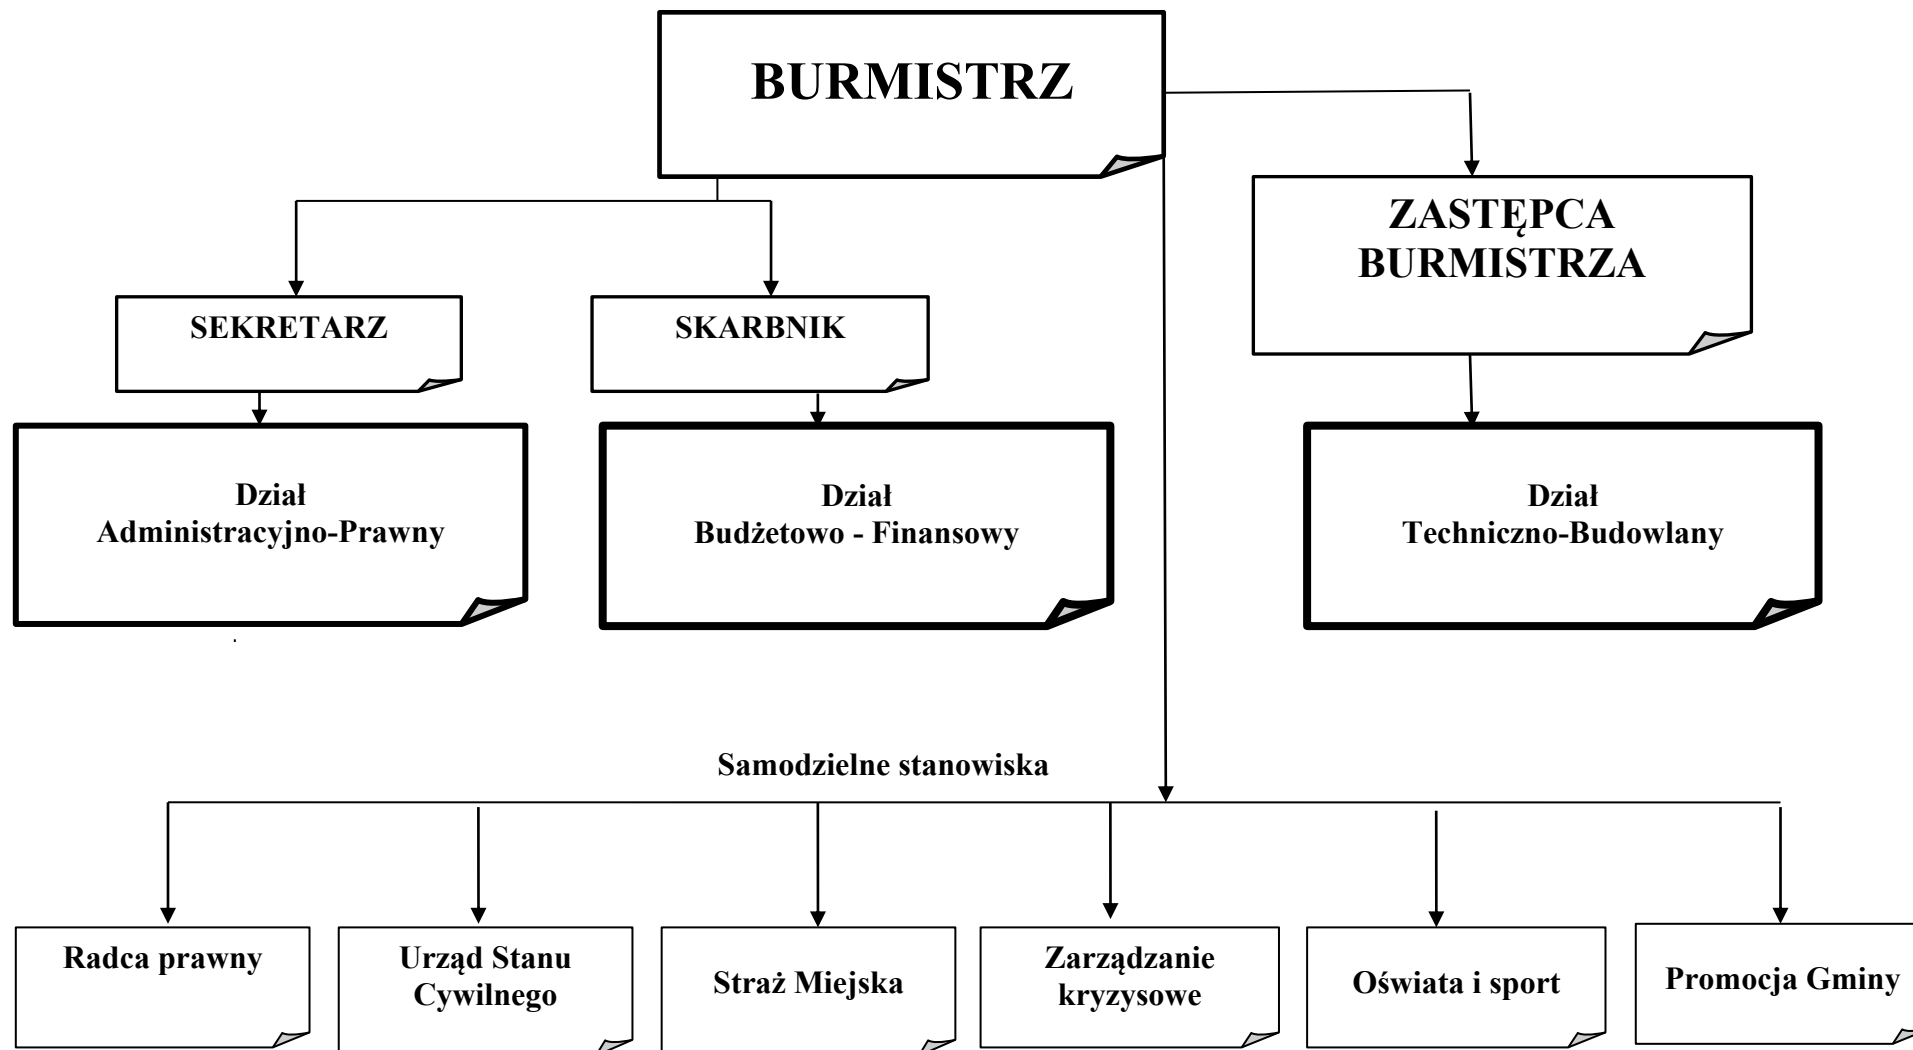 BURMISTRZ
ZASTĘPCA
BURMISTRZA
SEKRETARZ
SKARBNIK
Dział
Administracyjno-Prawny
Dział
Budżetowo - Finansowy
Dział
Techniczno-Budowlany
Samodzielne stanowiska
Radca prawny
Urząd Stanu
Cywilnego
Straż Miejska
Zarządzanie
kryzysowe
Oświata i sport
Promocja Gminy